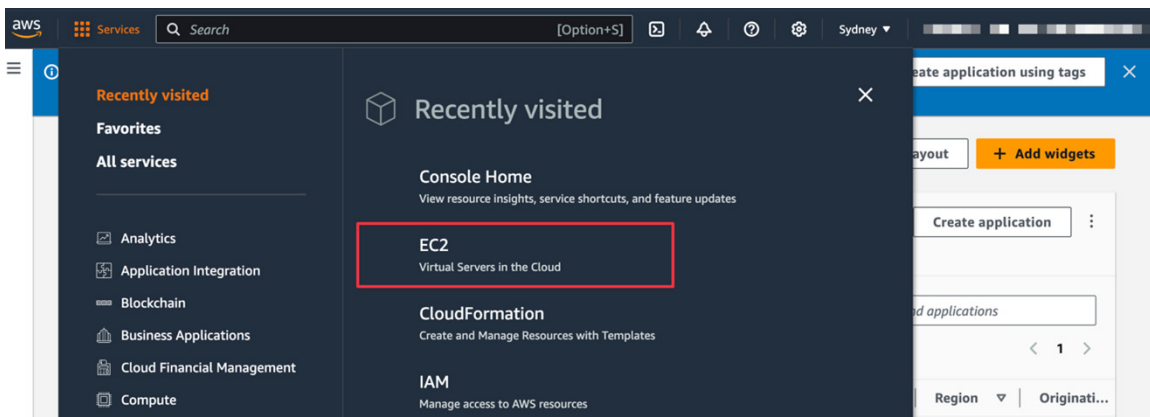 aws
Services
Search
[Option+S]
Sydney
eate application using tags
Recently visited
Favorites
All services
Analytics
Application Integration
Blockchain
Business Applications
Cloud Financial Management
Compute
Recently visited
Console Home
View resource insights, service shortcuts, and feature updates
EC2
Virtual Servers in the Cloud
CloudFormation
Create and Manage Resources with Templates
IAM
Manage access to AWS resources
ayout
+ Add widgets
Create application
nd applications
< 1 >
Region
Originati...